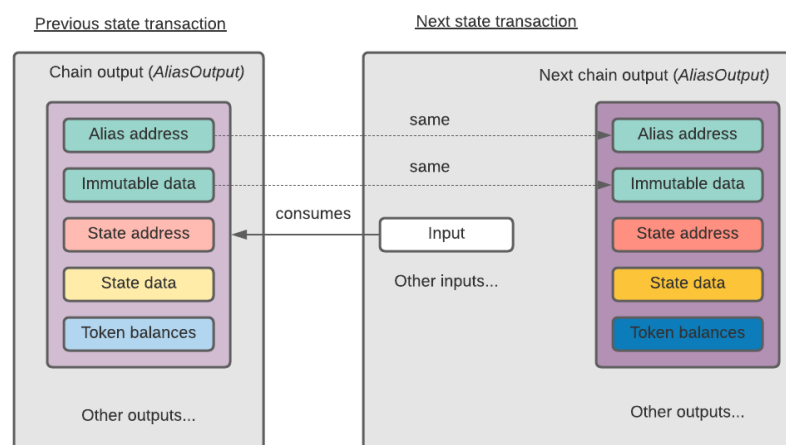 Previous state transaction
Next state transaction
Chain output (AliasOutput)
Next chain output (AliasOutput)
Alias address
same
Alias address
Immutable data
same
Immutable data
State address
consumes
Input
State address
State data
Other inputs...
State data
Token balances
Token balances
Other outputs...
Other outputs...